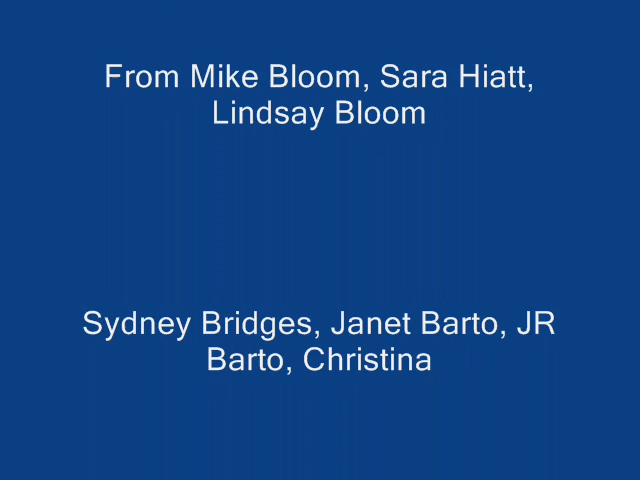 From Mike Bloom, Sara Hiatt,
Lindsay Bloom
Sydney Bridges, Janet Barto, JR
Barto, Christina